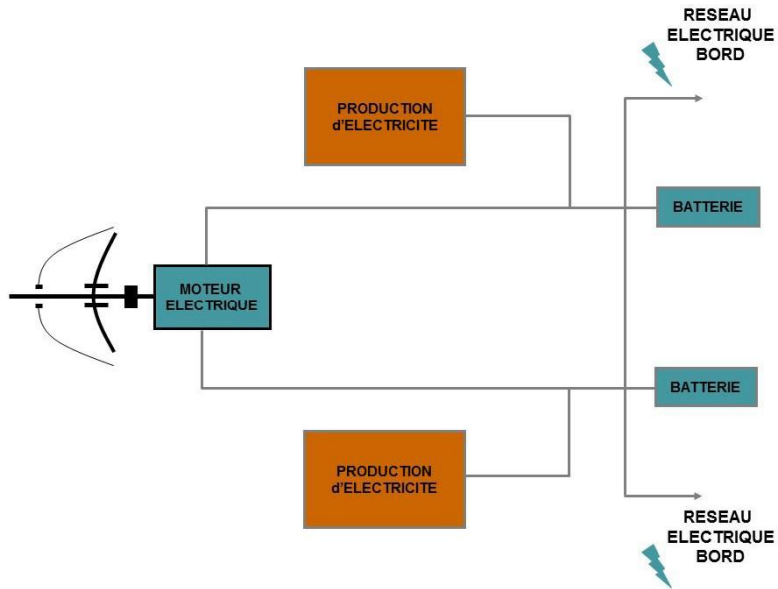 RESEAU
ELECTRIQUE
BORD
PRODUCTION
d'ELECTRICITE
BATTERIE
MOTEUR
ELECTRIQUE
BATTERIE
PRODUCTION
d'ELECTRICITE
RESEAU
ELECTRIQUE
BORD